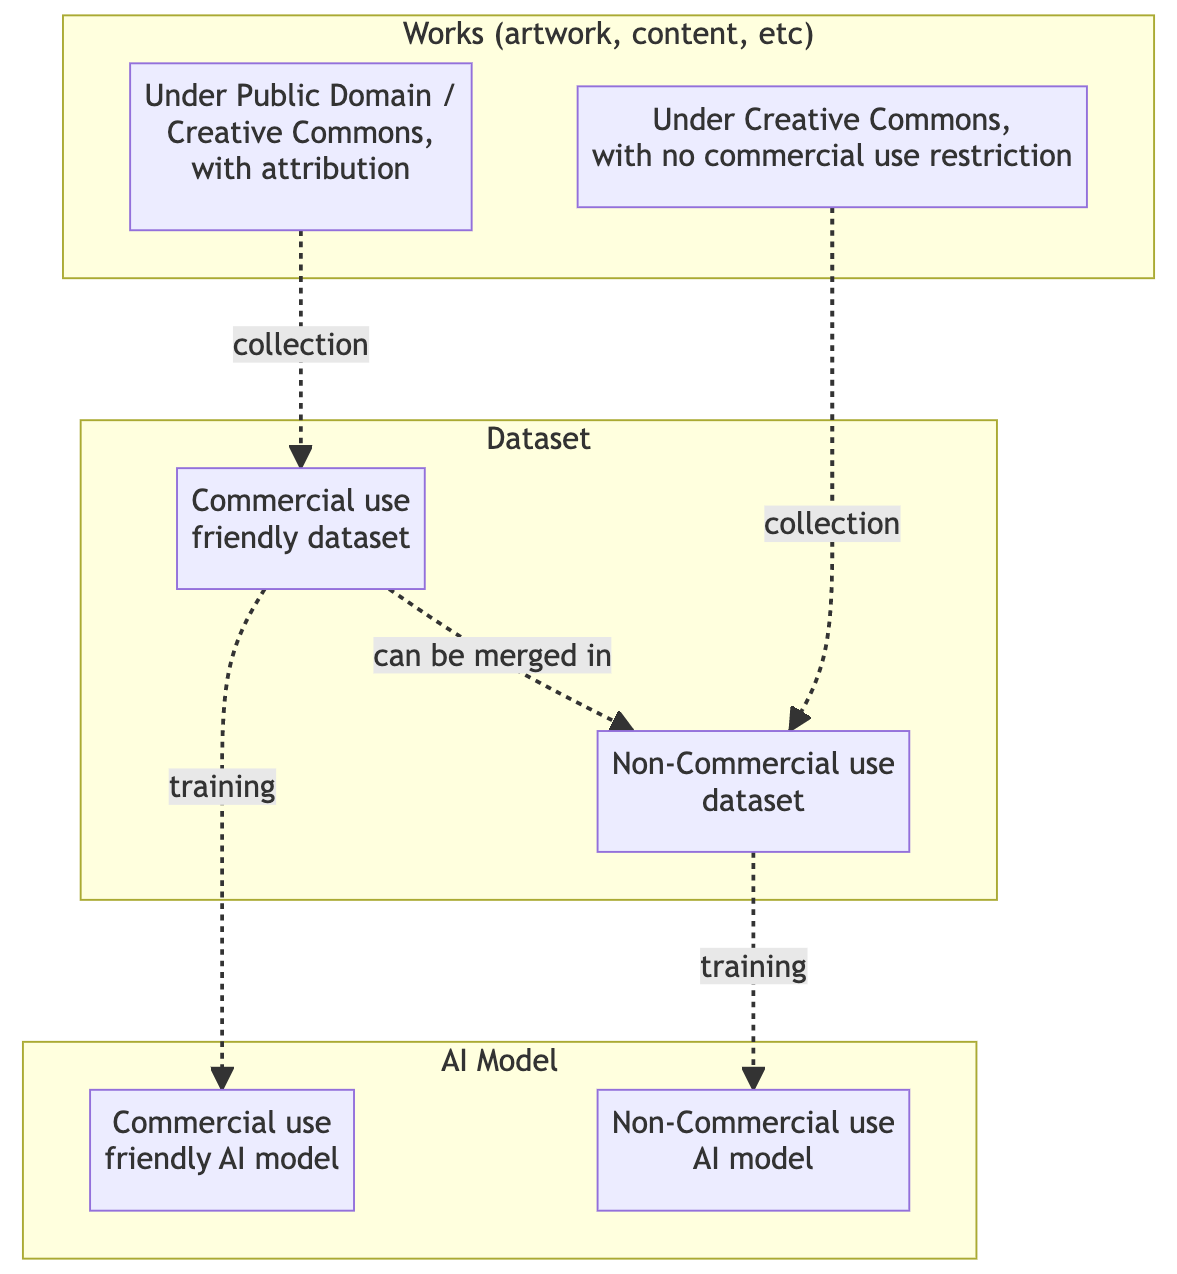 Works (artwork, content, etc)
Under Public Domain /
Creative Commons,
with attribution
Under Creative Commons,
with no commercial use restriction
collection
collection
Dataset
Commercial use
friendly dataset
can be merged in
Non-Commercial use
dataset
training
training
AI Model
Commercial use
friendly AI model
Non-Commercial use
AI model